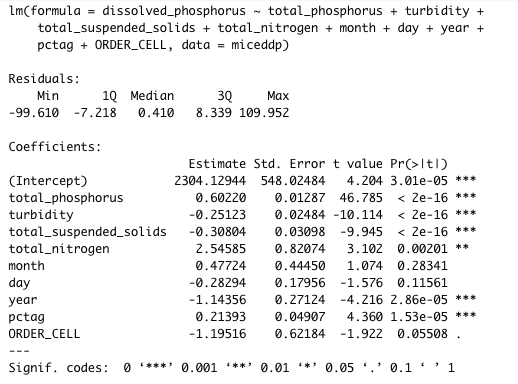 lm(formula = dissolved_phosphorus ~ total_phosphorus + turbidity +
    total_suspended_solids + total_nitrogen + month + day + year +
    pctag + ORDER_CELL, data = miceddp)

Residuals:
    Min      1Q  Median      3Q     Max
-99.610  -7.218   0.410   8.339 109.952

Coefficients:
                         Estimate Std. Error t value Pr(>|t|)
(Intercept)            2304.12944  548.02484   4.204 3.01e-05 ***
total_phosphorus          0.60220    0.01287  46.785  < 2e-16 ***
turbidity                -0.25123    0.02484 -10.114  < 2e-16 ***
total_suspended_solids   -0.30804    0.03098  -9.945  < 2e-16 ***
total_nitrogen            2.54585    0.82074   3.102  0.00201 **
month                     0.47724    0.44450   1.074  0.28341
day                      -0.28294    0.17956  -1.576  0.11561
year                     -1.14356    0.27124  -4.216 2.86e-05 ***
pctag                     0.21393    0.04907   4.360 1.53e-05 ***
ORDER_CELL               -1.19516    0.62184  -1.922  0.05508 .
---
Signif. codes:  0 ‘***’ 0.001 ‘**’ 0.01 ‘*’ 0.05 ‘.’ 0.1 ‘ ’ 1